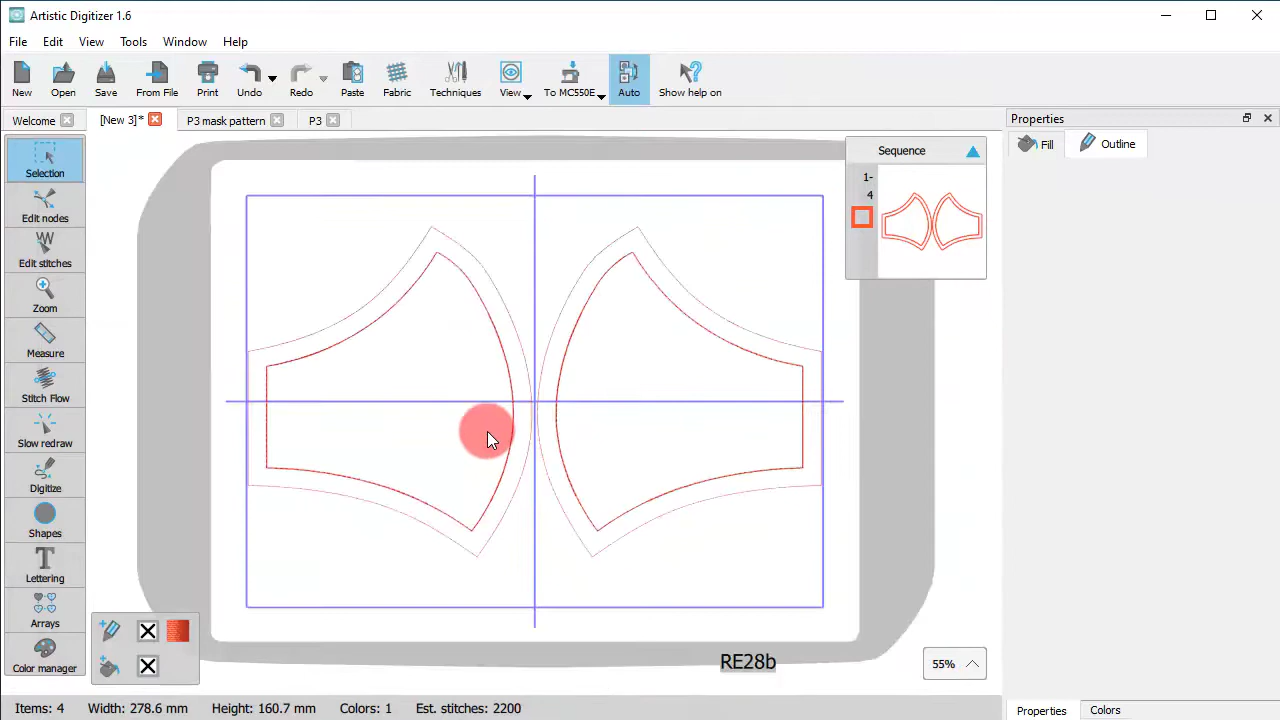 Artistic Digitizer 1.6
File Edit View Tools Window Help
New Open Save From File Print Undo Redo Paste Fabric Techniques View To MC550E Auto Show help on
Welcome [New 3]* P3 mask pattern P3
Properties
Fill Outline
Sequence
1-
4
Selection
Edit nodes
Edit stitches
Zoom
Measure
Stitch Flow
Slow redraw
Digitize
Shapes
Lettering
Arrays
Color manager
RE28b
55%
Items: 4 Width: 278.6 mm Height: 160.7 mm Colors: 1 Est. stitches: 2200
Properties Colors